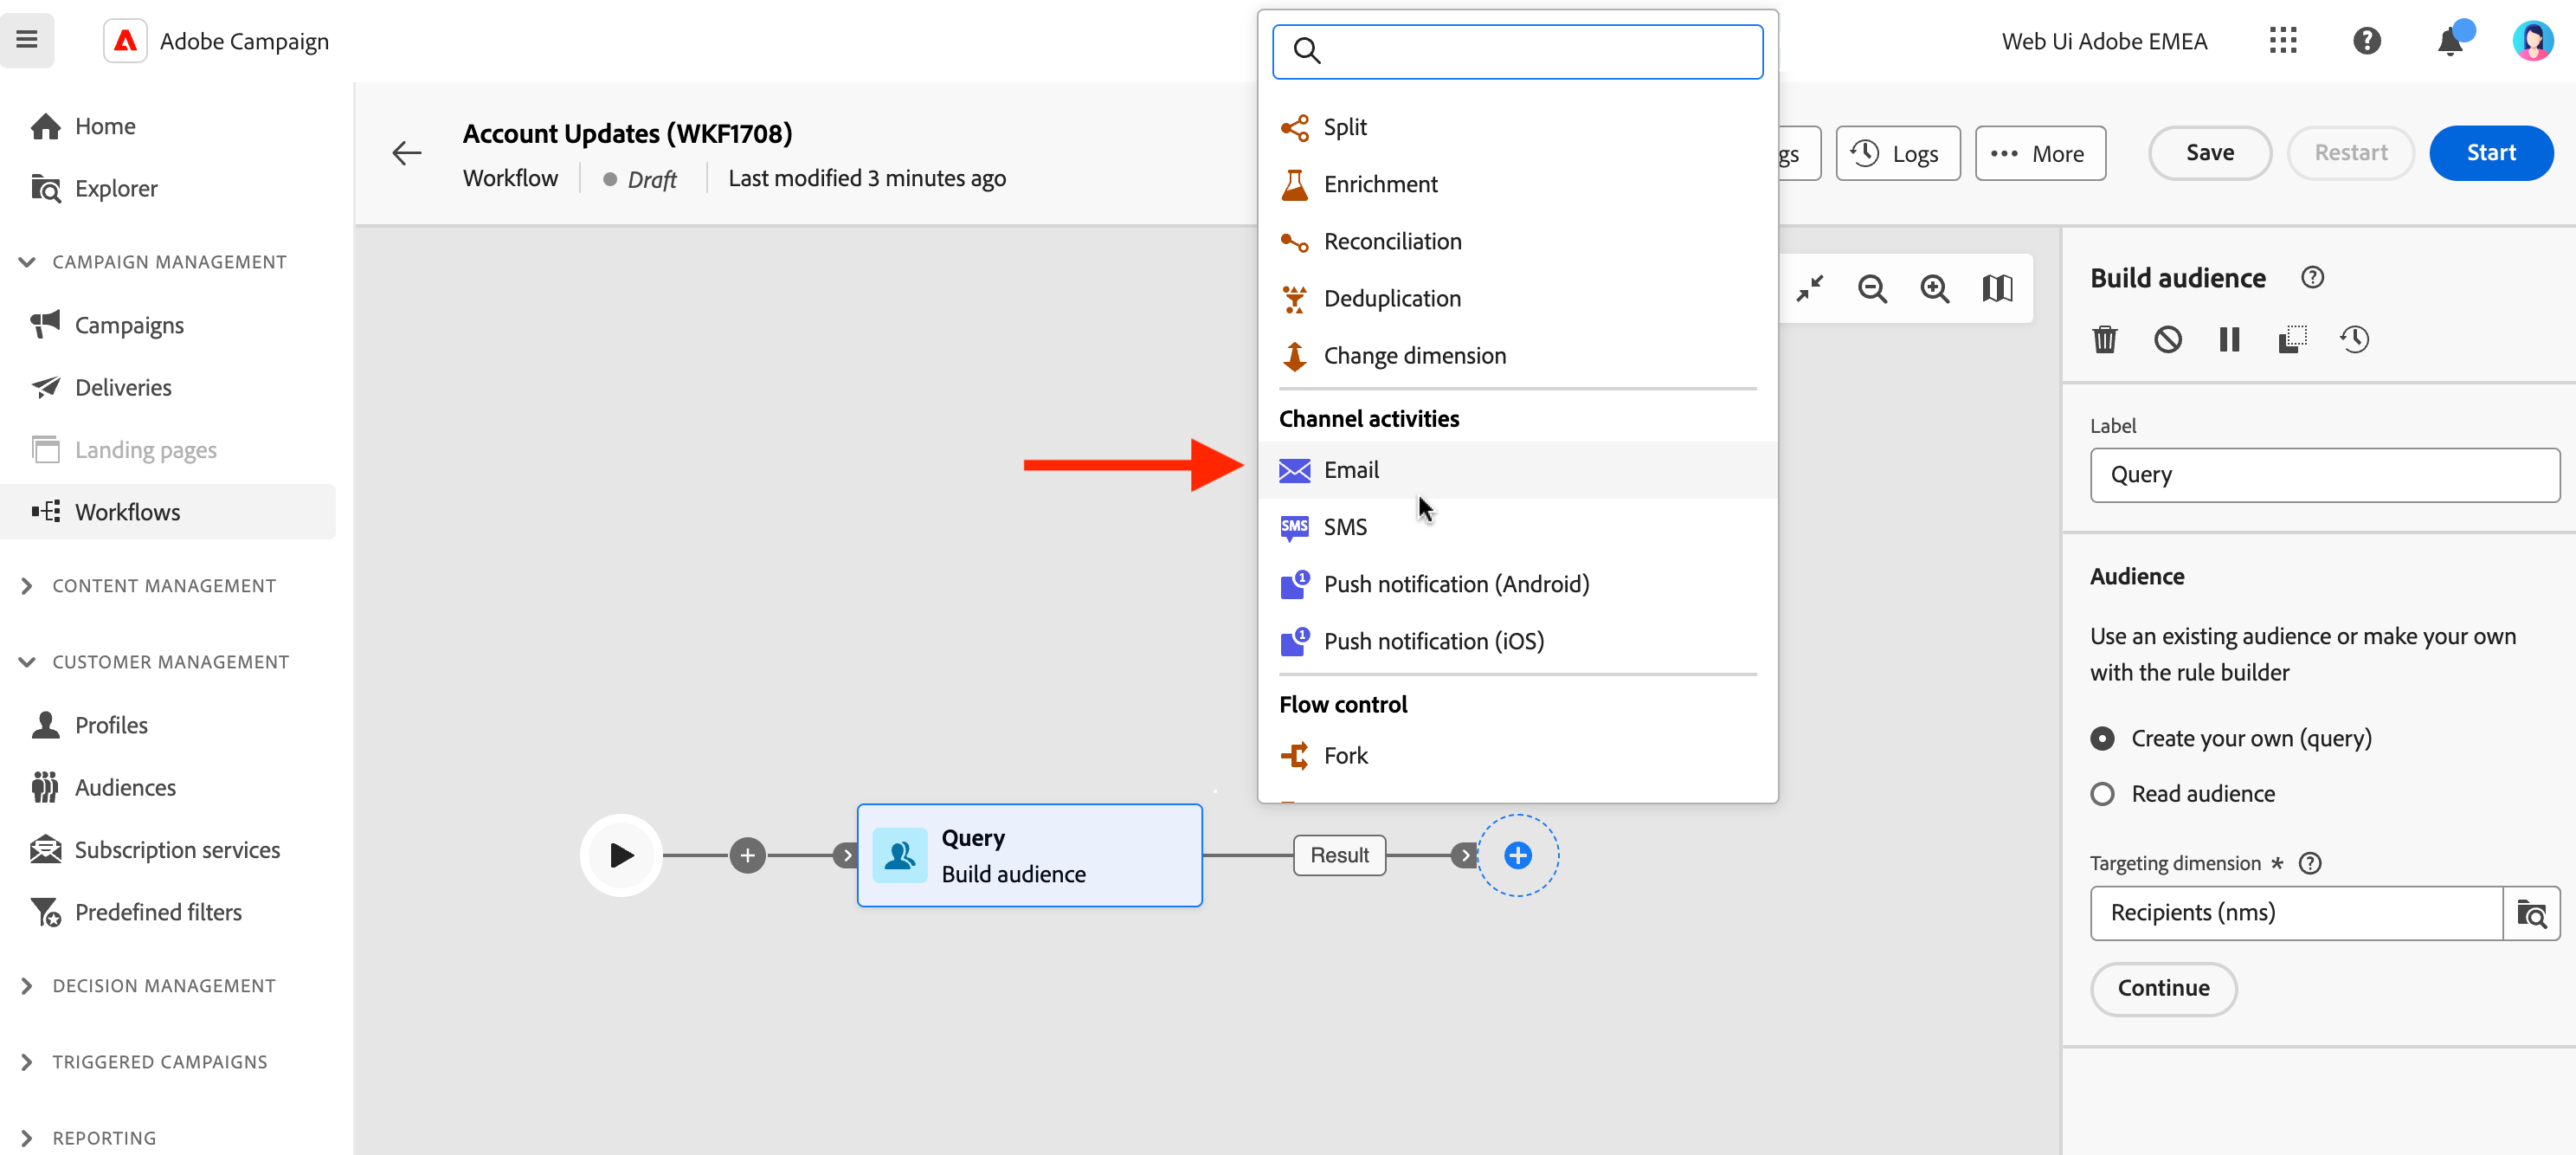 Adobe Campaign
Web Ui Adobe EMEA
Home
Explorer
CAMPAIGN MANAGEMENT
Campaigns
Deliveries
Landing pages
Workflows
CONTENT MANAGEMENT
CUSTOMER MANAGEMENT
Profiles
Audiences
Subscription services
Predefined filters
DECISION MANAGEMENT
TRIGGERED CAMPAIGNS
REPORTING
Account Updates (WKF1708)
Workflow
Draft
Last modified 3 minutes ago
gs
Logs
More
Save
Restart
Start
Split
Enrichment
Reconciliation
Deduplication
Change dimension
Channel activities
Email
SMS
SMS
1
Push notification (Android)
1
Push notification (iOS)
Flow control
Fork
Query
Build audience
Result
Build audience
Label
Query
Audience
Use an existing audience or make your own
with the rule builder
Create your own (query)
Read audience
Targeting dimension *
Recipients (nms)
Continue